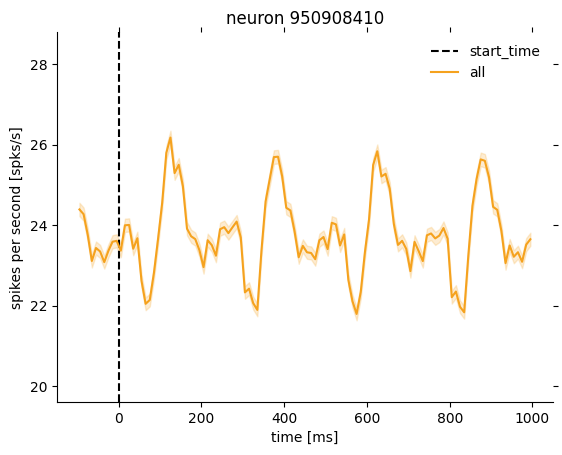 neuron 950908410
start_time
all
28
26
24
22
20
spikes per second [spks/s]
0
200
400
600
800
1000
time [ms]